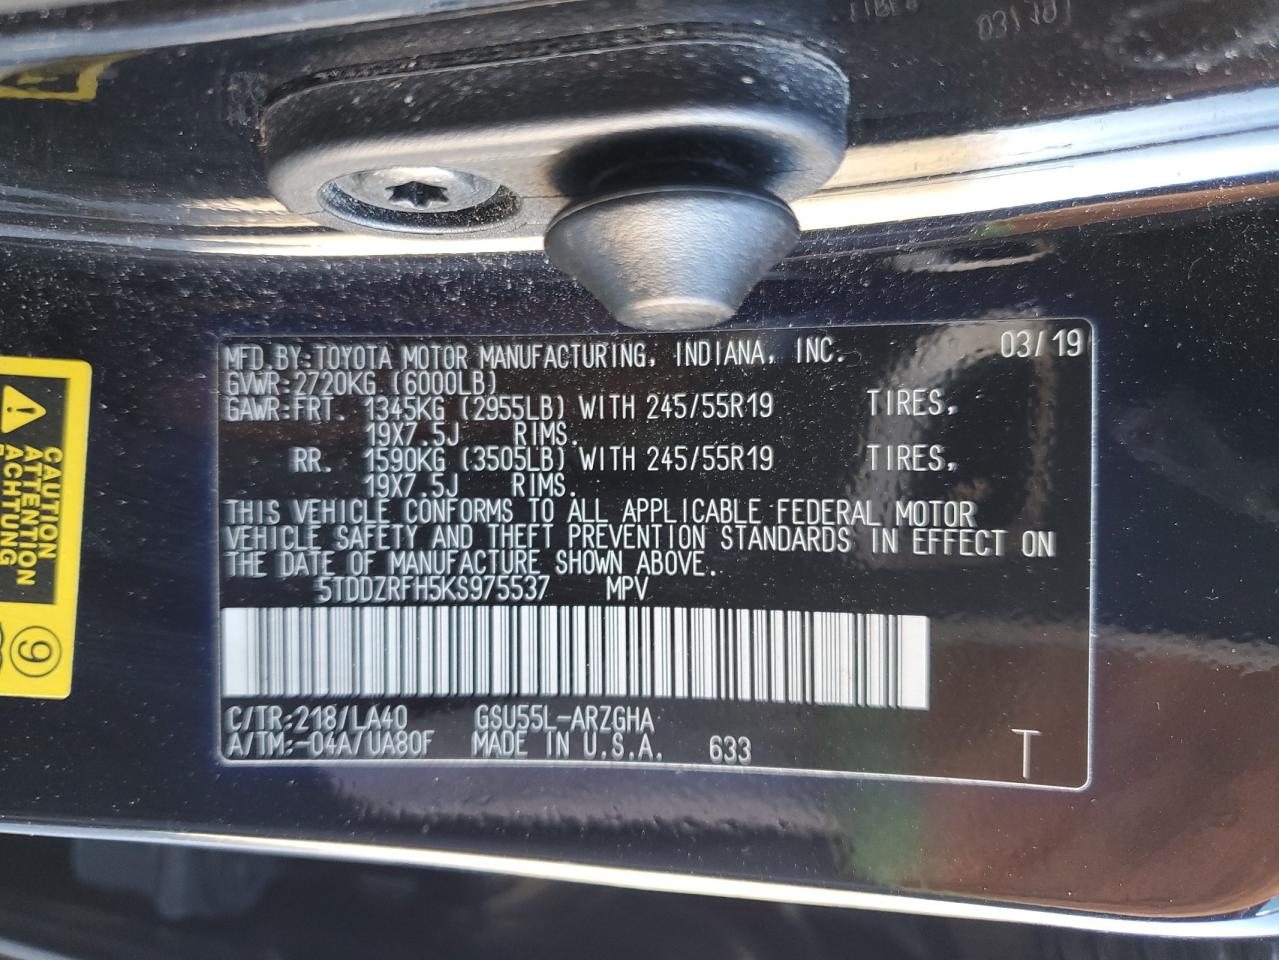 MFD.BY:TOYOTA MOTOR MANUFACTURING, INDIANA, INC. 03/19
GVWR:2720KG (6000LB)
GAWR:FRT. 1345KG (2955LB) WITH 245/55R19 TIRES,
19X7.5J RIMS.
RR. 1590KG (3505LB) WITH 245/55R19 TIRES,
19X7.5J RIMS.
THIS VEHICLE CONFORMS TO ALL APPLICABLE FEDERAL MOTOR
VEHICLE SAFETY AND THEFT PREVENTION STANDARDS IN EFFECT ON
THE DATE OF MANUFACTURE SHOWN ABOVE.
5TDDZRFH5KS975537 MPV
C/TR:218/LA40 GSU55L-ARZGHA
A/TM:-04A/UA80F MADE IN U.S.A. 633 T
CAUTION
ATTENTION
ACHTUNG
9